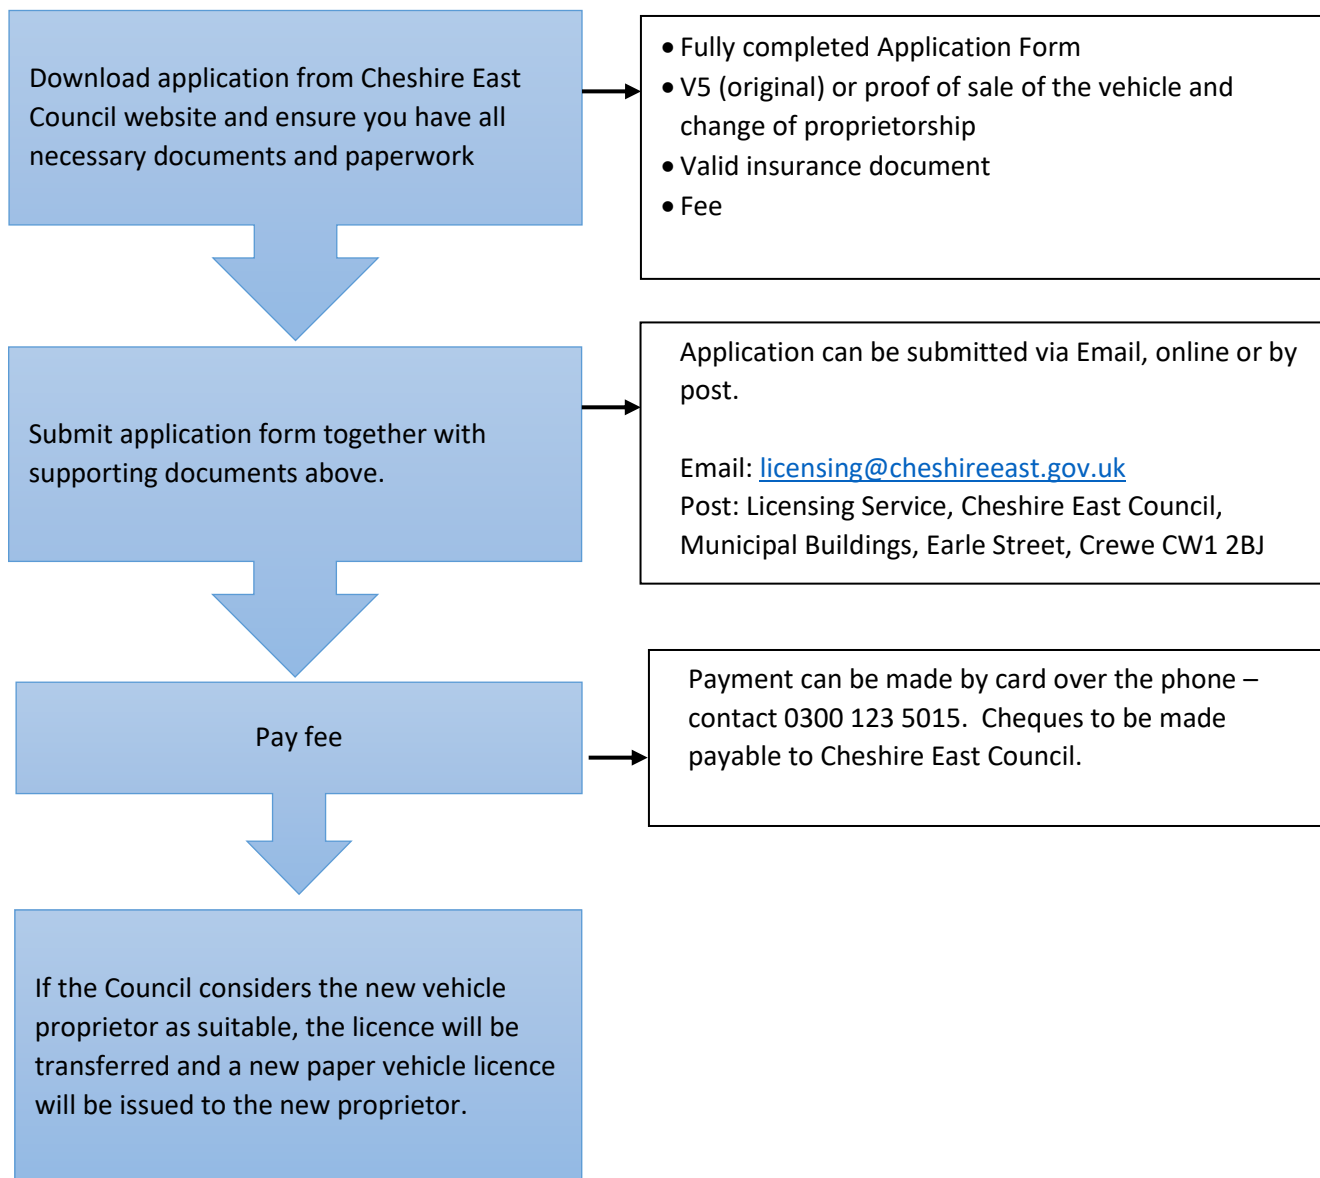 Download application from Cheshire East
Council website and ensure you have all
necessary documents and paperwork
• Fully completed Application Form
• V5 (original) or proof of sale of the vehicle and
change of proprietorship
• Valid insurance document
• Fee
Submit application form together with
supporting documents above.
Application can be submitted via Email, online or by
post.
Email: licensing@cheshireeast.gov.uk
Post: Licensing Service, Cheshire East Council,
Municipal Buildings, Earle Street, Crewe CW1 2BJ
Pay fee
Payment can be made by card over the phone –
contact 0300 123 5015.  Cheques to be made
payable to Cheshire East Council.
If the Council considers the new vehicle
proprietor as suitable, the licence will be
transferred and a new paper vehicle licence
will be issued to the new proprietor.